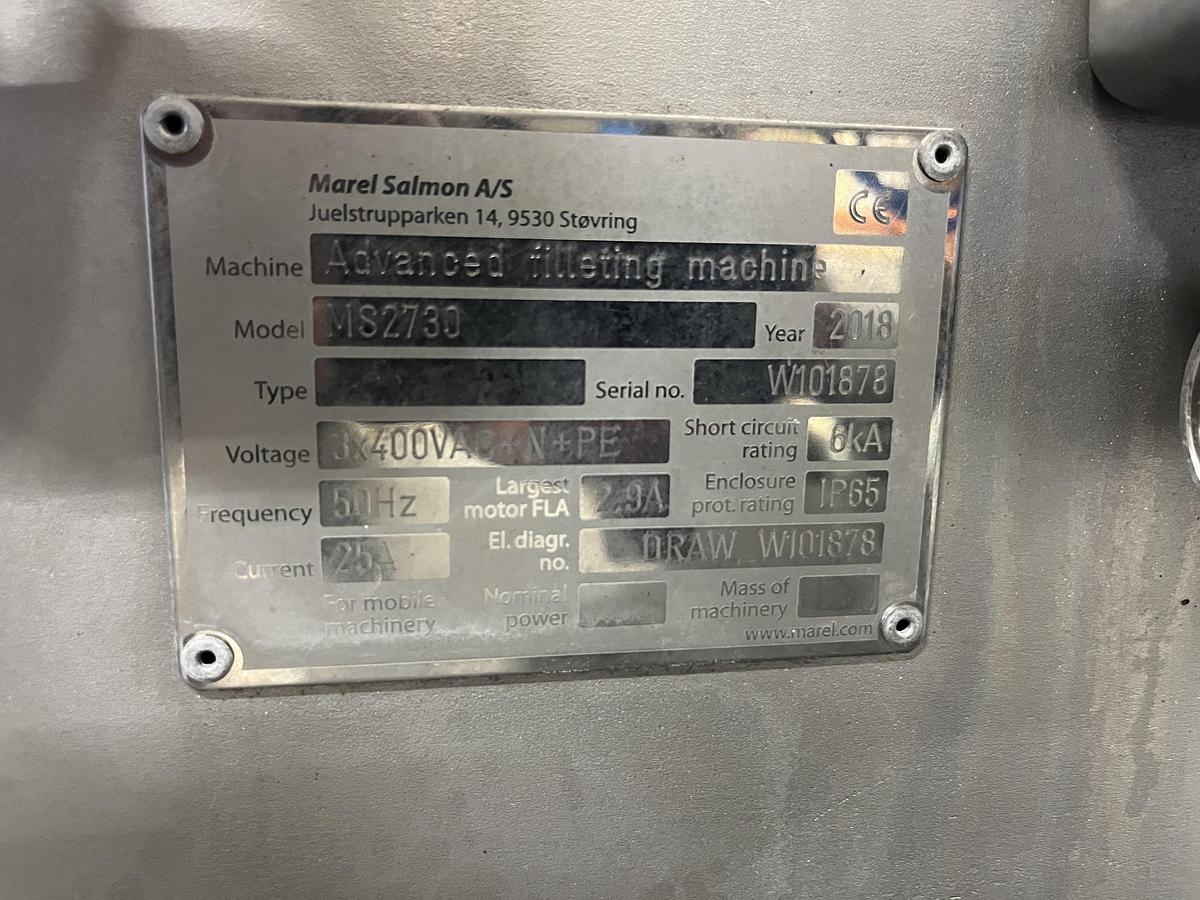 Marel Salmon A/S
Juelstrupparken 14, 9530 Støvring
CE
Machine Advanced filleting machine
Model MS2730 Year 2018
Type Serial no. W101878
Voltage 3x400VAC+N+PE Short circuit rating 6kA
Frequency 50Hz Largest motor FLA 2,9A Enclosure prot. rating IP65
Current 25A El. diagr. no. DRAW_W101878
For mobile machinery Nominal power Mass of machinery
www.marel.com